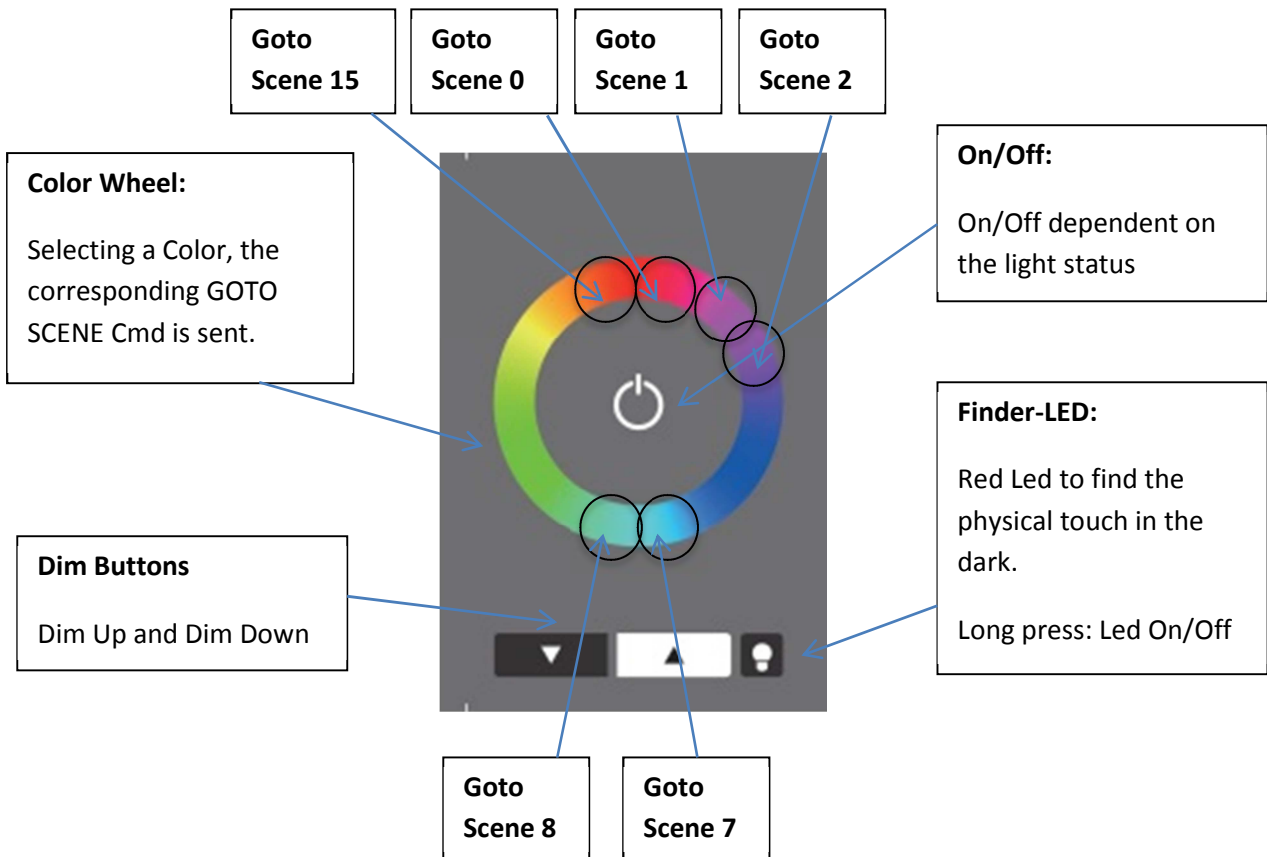 Goto
Scene 15
Goto
Scene 0
Goto
Scene 1
Goto
Scene 2
Color Wheel:
Selecting a Color, the
corresponding GOTO
SCENE Cmd is sent.
On/Off:
On/Off dependent on
the light status
Finder-LED:
Red Led to find the
physical touch in the
dark.
Long press: Led On/Off
Dim Buttons
Dim Up and Dim Down
Goto
Scene 8
Goto
Scene 7